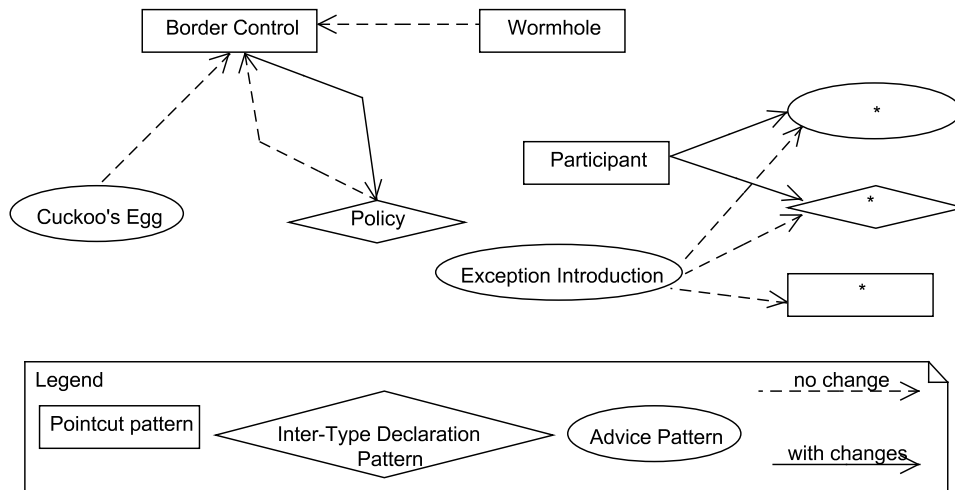 Border Control
Wormhole
*
Participant
Cuckoo's Egg
Policy
*
Exception Introduction
*
Legend
no change
Pointcut pattern
Inter-Type Declaration
Pattern
Advice Pattern
with changes